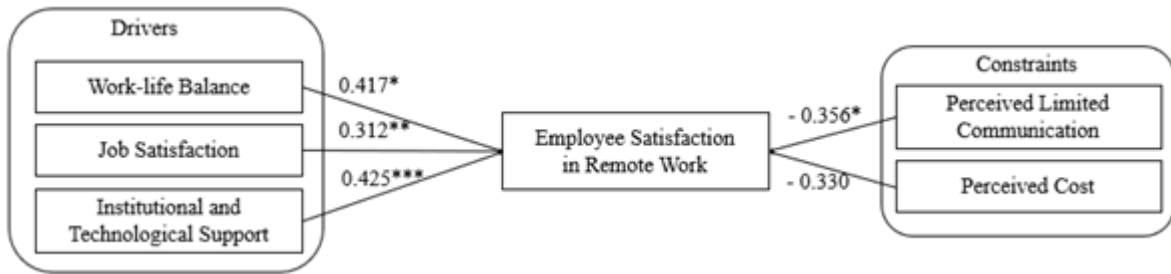 Drivers
Work-life Balance
Job Satisfaction
Institutional and
Technological Support
0.417*
0.312**
0.425***
Employee Satisfaction
in Remote Work
- 0.356*
- 0.330
Constraints
Perceived Limited
Communication
Perceived Cost